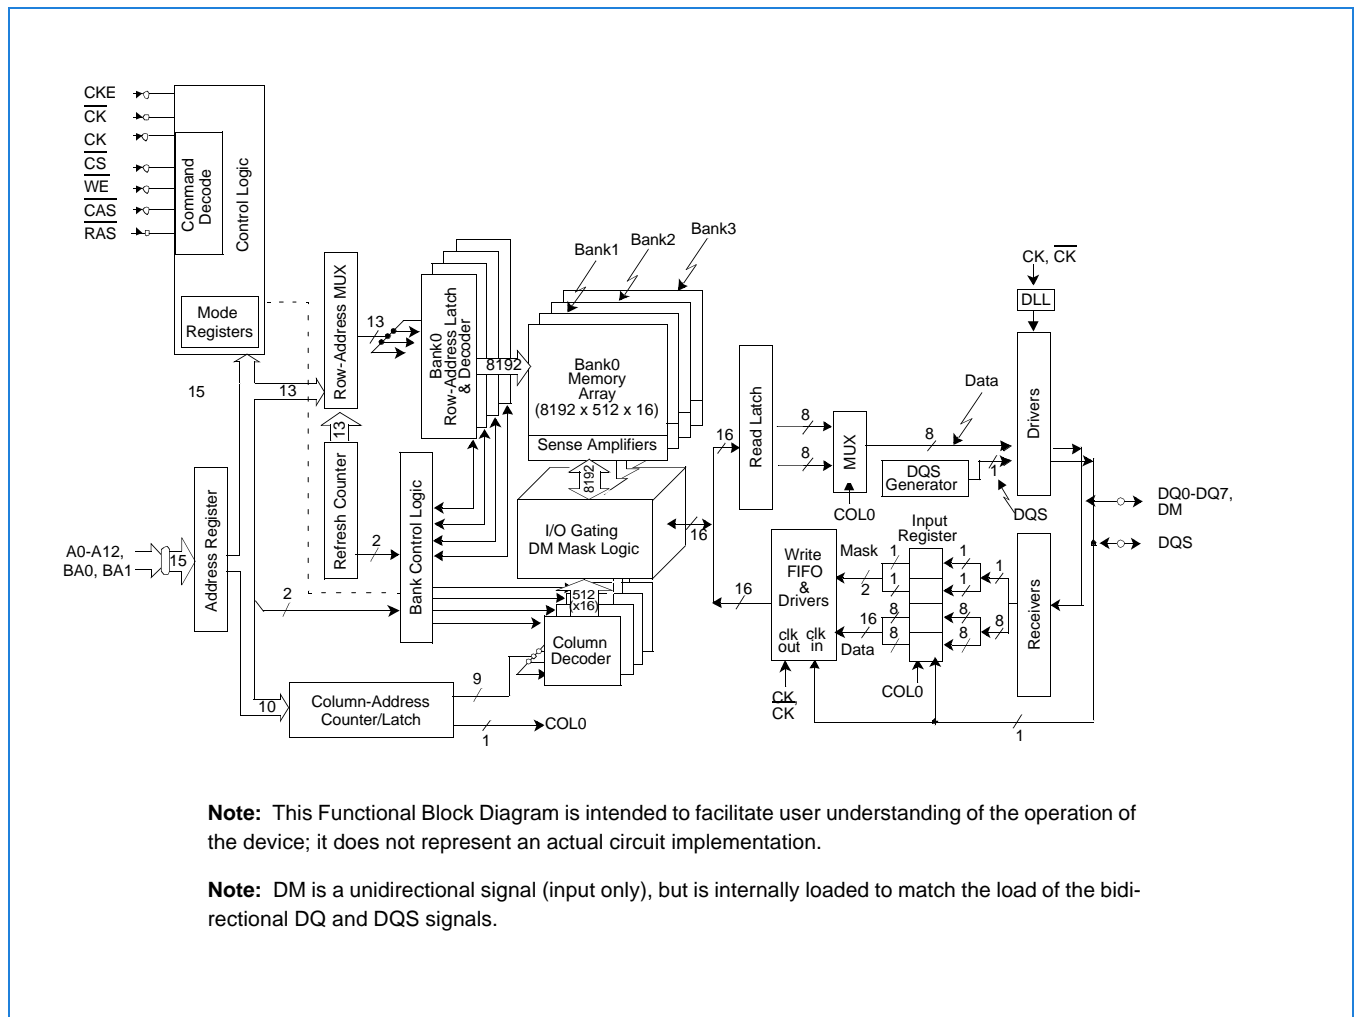 CKE
CK
CK
CS
WE
CAS
RAS
Command
Decode
Control Logic
Mode
Registers
15
13
Row-Address MUX
13
13
Refresh Counter
2
Bank0
Row-Address Latch
& Decoder
8192
Bank1
Bank2
Bank3
Bank0
Memory
Array
(8192 x 512 x 16)
Sense Amplifiers
8192
I/O Gating
DM Mask Logic
512
(x16)
Column
Decoder
Bank Control Logic
A0-A12,
BA0, BA1
15
Address Register
2
10
Column-Address
Counter/Latch
9
1
COL0
16
16
16
Read Latch
8
8
MUX
COL0
8
Data
DQS
Generator
1
DQS
CK, CK
DLL
Drivers
DQ0-DQ7,
DM
DQS
Input
Register
Write
FIFO
&
Drivers
clk
out
clk
in
Mask
1
1
2
8
16
8
Data
1
1
1
8
8
8
Receivers
COL0
CK,
CK
1
Note: This Functional Block Diagram is intended to facilitate user understanding of the operation of
the device; it does not represent an actual circuit implementation.
Note: DM is a unidirectional signal (input only), but is internally loaded to match the load of the bidi-
rectional DQ and DQS signals.